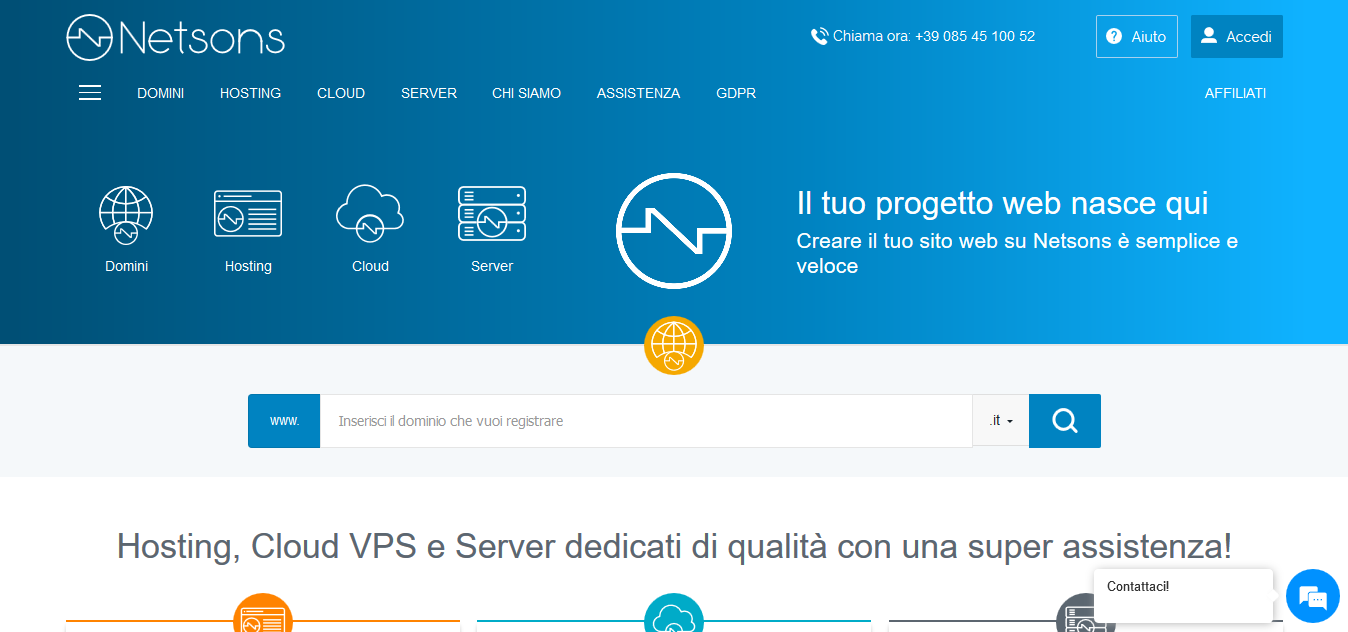 Netsons
Chiama ora: +39 085 45 100 52
Aiuto
Accedi
DOMINI
HOSTING
CLOUD
SERVER
CHI SIAMO
ASSISTENZA
GDPR
AFFILIATI
Domini
Hosting
Cloud
Server
Il tuo progetto web nasce qui
Creare il tuo sito web su Netsons è semplice e
veloce
www.
Inserisci il dominio che vuoi registrare
.it
Hosting, Cloud VPS e Server dedicati di qualità con una super assistenza!
Contattaci!